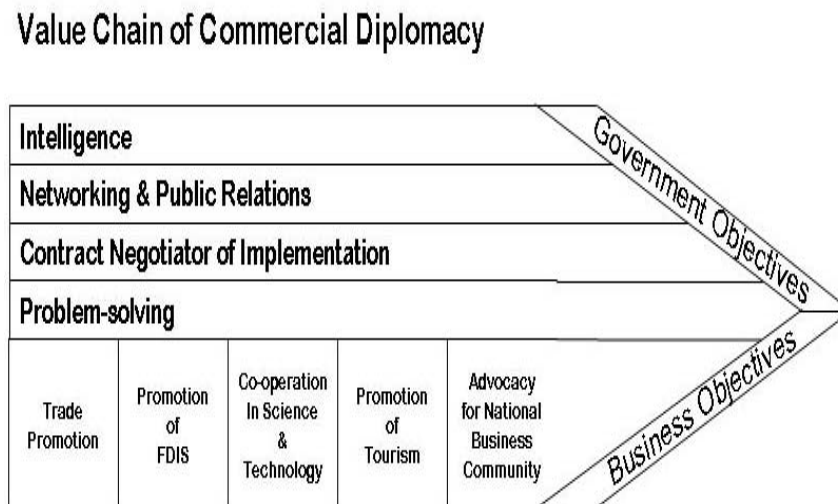 Value Chain of Commercial Diplomacy
Intelligence
Networking & Public Relations
Contract Negotiator of Implementation
Problem-solving
Government Objectives
Trade
Promotion
Promotion
of
FDIS
Co-operation
In Science
&
Technology
Promotion
of
Tourism
Advocacy
for National
Business
Community
Business Objectives